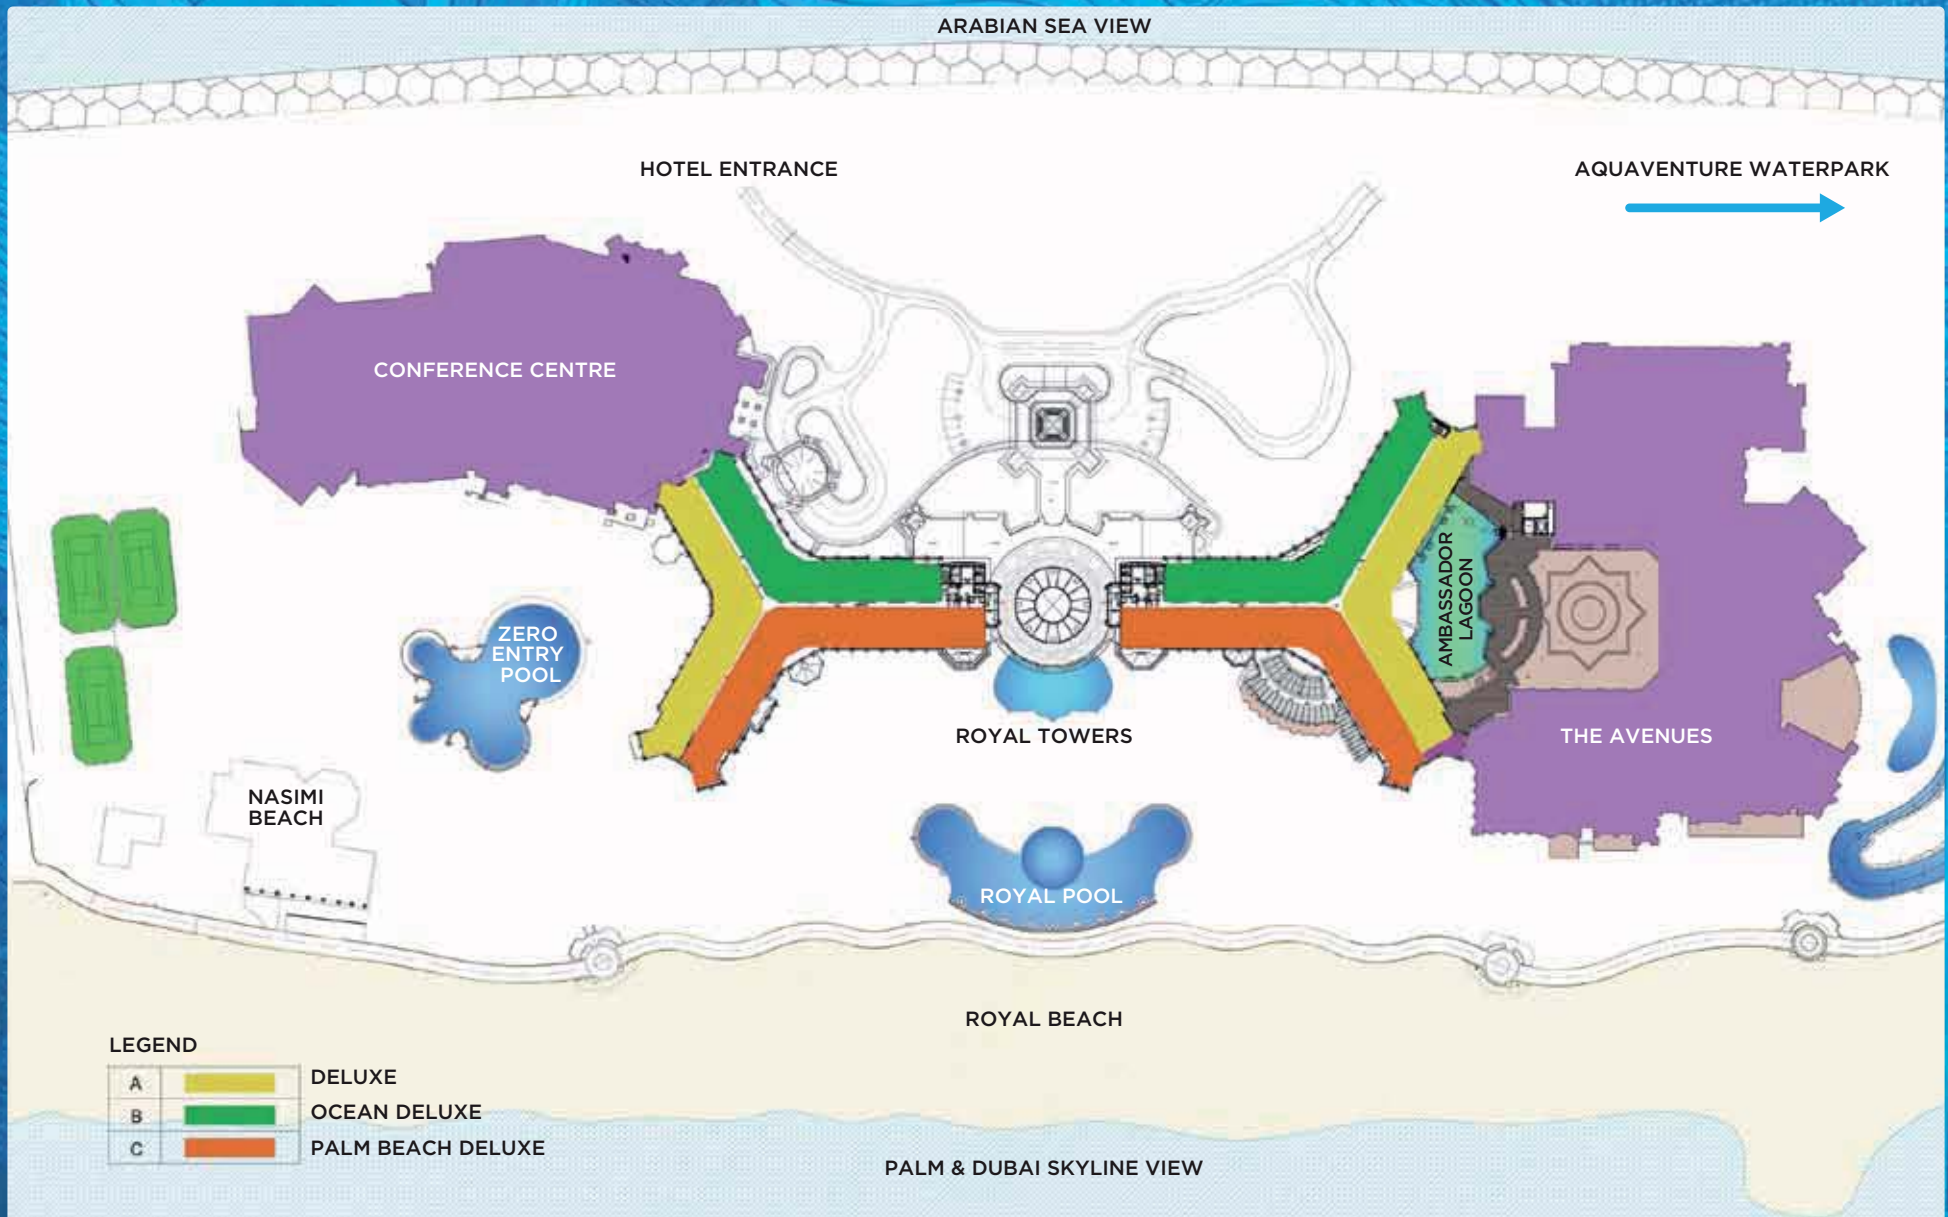 ARABIAN SEA VIEW
HOTEL ENTRANCE
AQUAVENTURE WATERPARK
CONFERENCE CENTRE
AMBASSADOR
LAGOON
ZERO
ENTRY
POOL
ROYAL TOWERS
THE AVENUES
NASIMI
BEACH
ROYAL POOL
ROYAL BEACH
LEGEND
A DELUXE
B OCEAN DELUXE
C PALM BEACH DELUXE
PALM & DUBAI SKYLINE VIEW